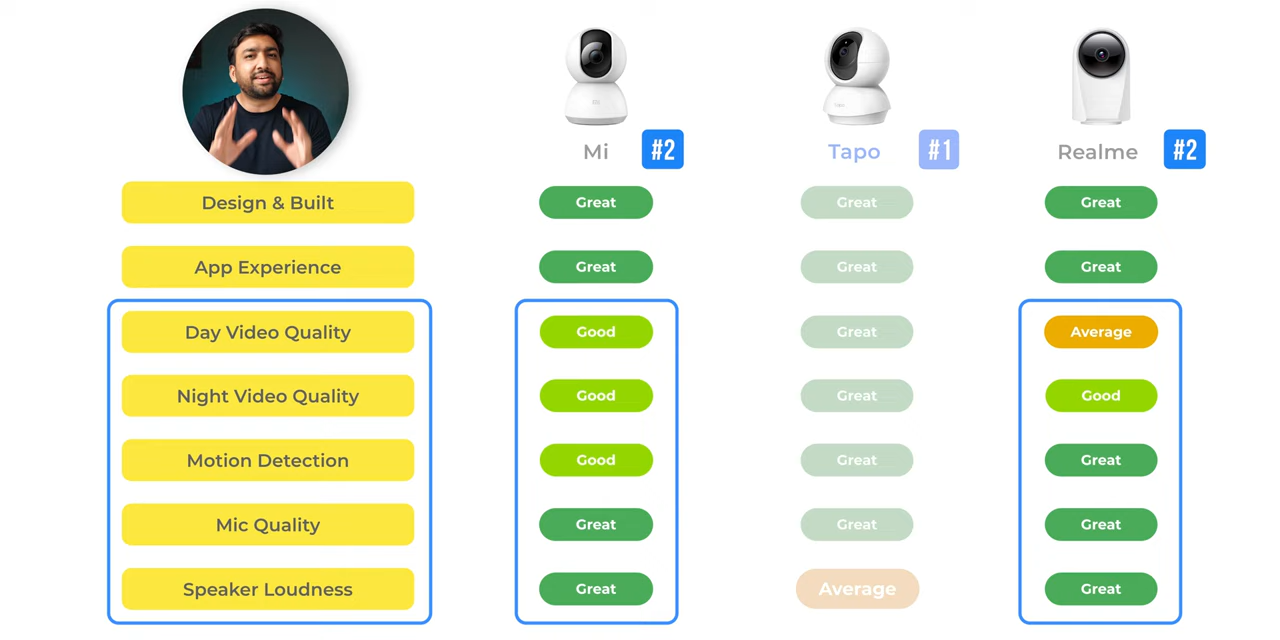 Mi
#2
Tapo
#1
Realme
#2
Design & Built
Great
Great
Great
App Experience
Great
Great
Great
Day Video Quality
Good
Great
Average
Night Video Quality
Good
Great
Good
Motion Detection
Good
Great
Great
Mic Quality
Great
Great
Great
Speaker Loudness
Great
Average
Great